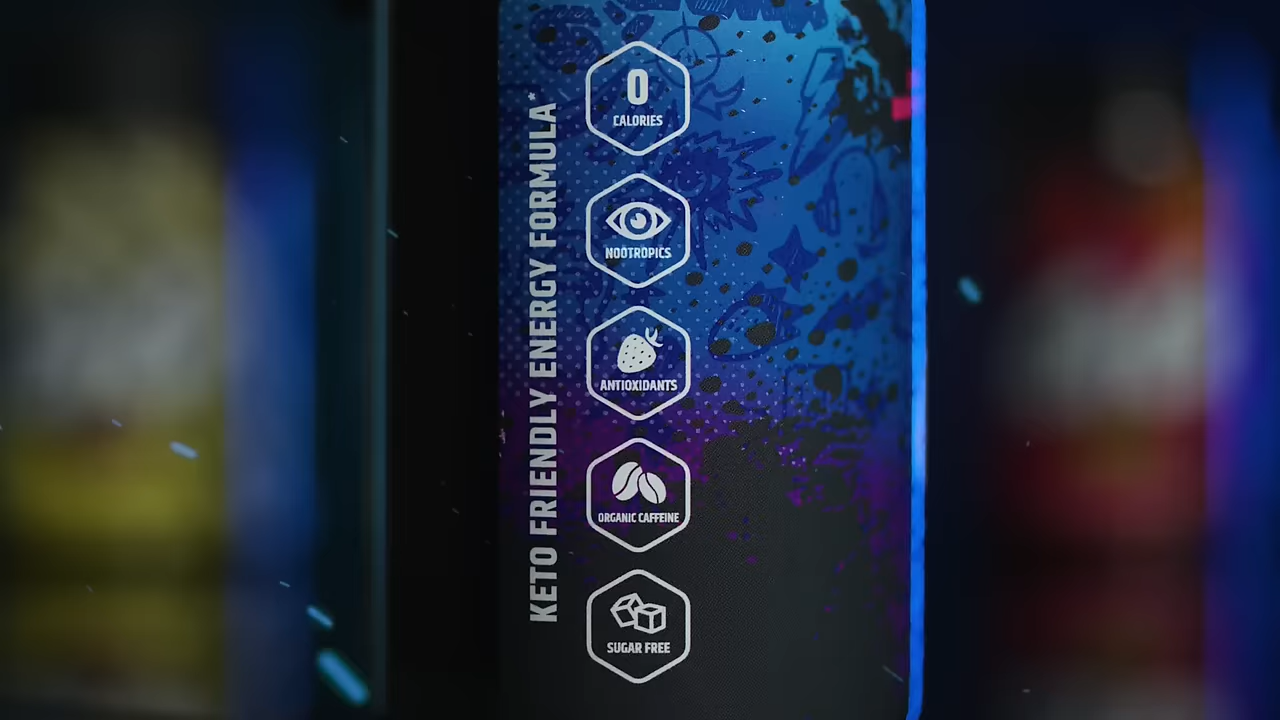 KETO FRIENDLY ENERGY FORMULA*
0
CALORIES
NOOTROPICS
ANTIOXIDANTS
ORGANIC CAFFEINE
SUGAR FREE